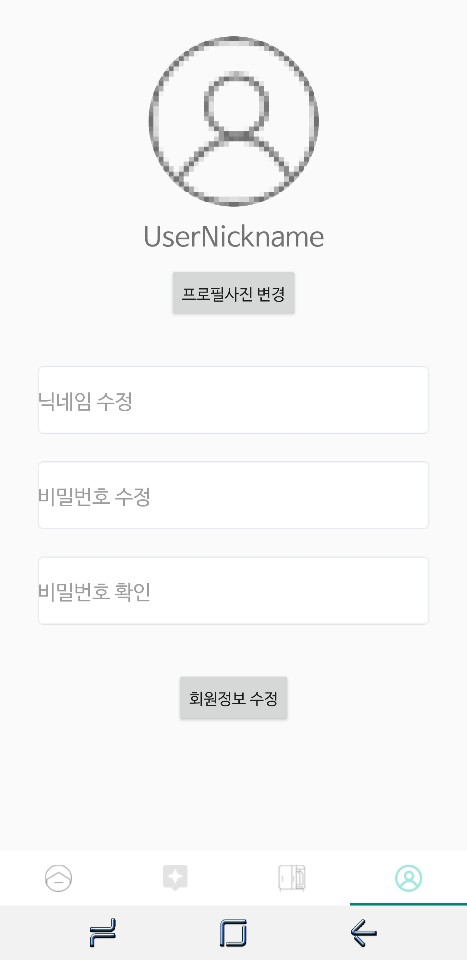 UserNickname
프로필사진 변경
닉네임 수정
비밀번호 수정
비밀번호 확인
회원정보 수정